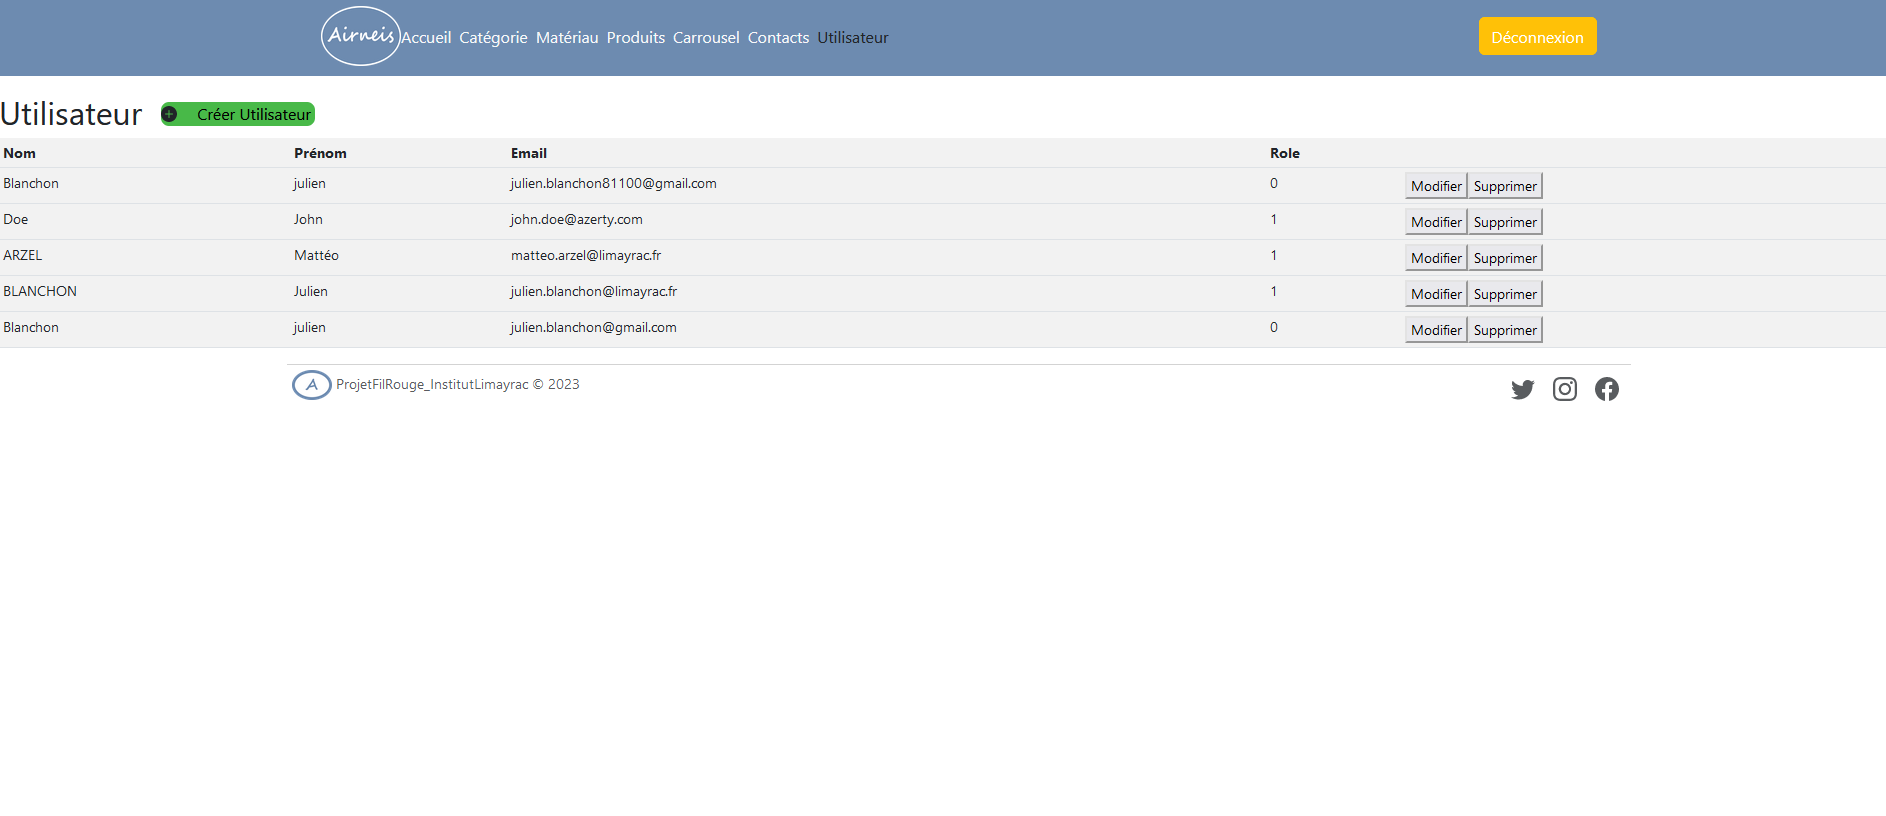 Airneis Accueil Catégorie Matériau Produits Carrousel Contacts Utilisateur Déconnexion
Utilisateur Créer Utilisateur
Nom Prénom Email Role
Blanchon julien julien.blanchon81100@gmail.com 0 Modifier Supprimer
Doe John john.doe@azerty.com 1 Modifier Supprimer
ARZEL Mattéo matteo.arzel@limayrac.fr 1 Modifier Supprimer
BLANCHON Julien julien.blanchon@limayrac.fr 1 Modifier Supprimer
Blanchon julien julien.blanchon@gmail.com 0 Modifier Supprimer
A ProjetFilRouge_InstitutLimayrac © 2023